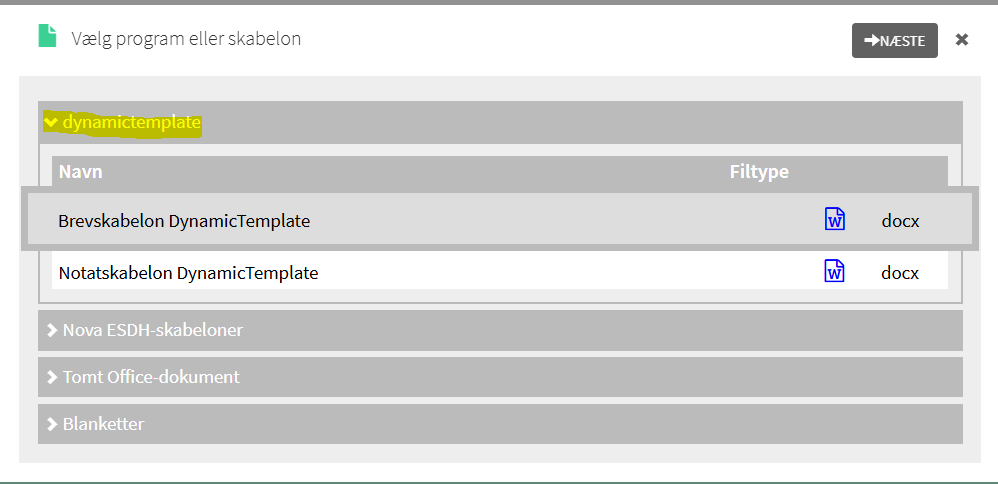 Vælg program eller skabelon
NÆSTE
dynamictemplate
Navn Filtype
Brevskabelon DynamicTemplate W docx
Notatskabelon DynamicTemplate W docx
Nova ESDH-skabeloner
Tomt Office-dokument
Blanketter